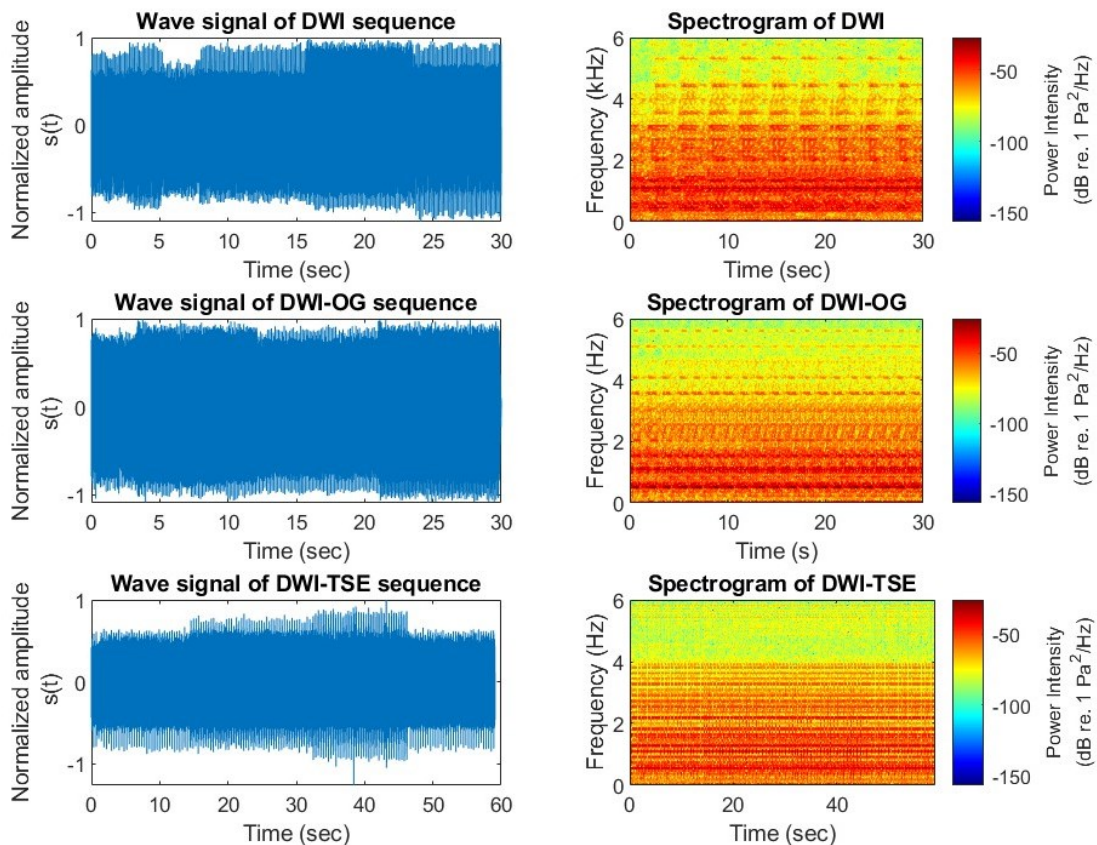 Wave signal of DWI sequence
Normalized amplitude
s(t)
1
0
-1
0 5 10 15 20 25 30
Time (sec)
Spectrogram of DWI
Frequency (kHz)
6
4
2
0
10 20 30
Time (sec)
-50
-100
-150
Power Intensity
(dB re. 1 Pa²/Hz)
Wave signal of DWI-OG sequence
Normalized amplitude
s(t)
1
0
-1
0 5 10 15 20 25 30
Time (sec)
Spectrogram of DWI-OG
Frequency (Hz)
6
4
2
0
10 20 30
Time (s)
-50
-100
-150
Power Intensity
(dB re. 1 Pa²/Hz)
Wave signal of DWI-TSE sequence
Normalized amplitude
s(t)
1
0
-1
0 10 20 30 40 50 60
Time (sec)
Spectrogram of DWI-TSE
Frequency (Hz)
6
4
2
0
20 40
Time (sec)
-50
-100
-150
Power Intensity
(dB re. 1 Pa²/Hz)